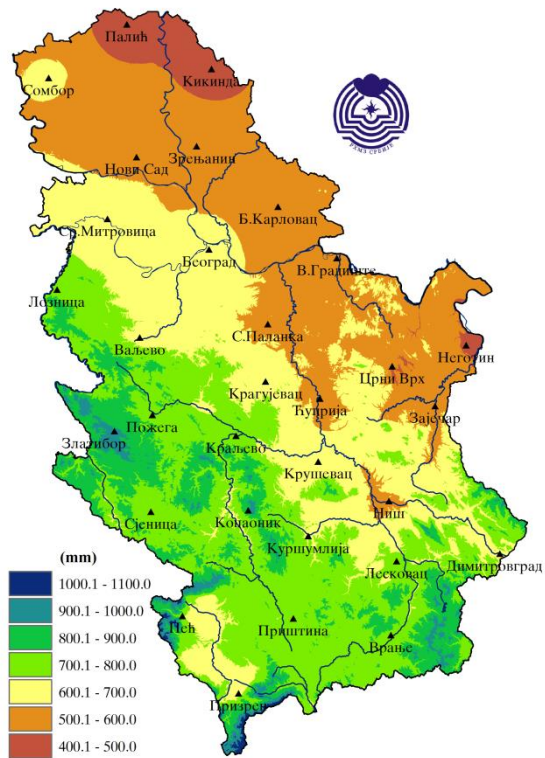 Палић
Кикинда
Сомбор
РХМЗ СРБИЈЕ
Зрењанин
Нови Сад
Б.Карловац
Ср.Митровица
Београд
В.Градиште
Лозница
С.Паланка
Ваљево
Неготин
Црни Врх
Крагујевац
Ћуприја
Зајечар
Пожега
Златибор
Краљево
Крушевац
Ниш
Сјеница
Копаоник
Куршумлија
Димитровград
(mm)
Лесковац
1000.1 - 1100.0
900.1 - 1000.0
Пећ
Приштина
800.1 - 900.0
Врање
700.1 - 800.0
600.1 - 700.0
Призрен
500.1 - 600.0
400.1 - 500.0